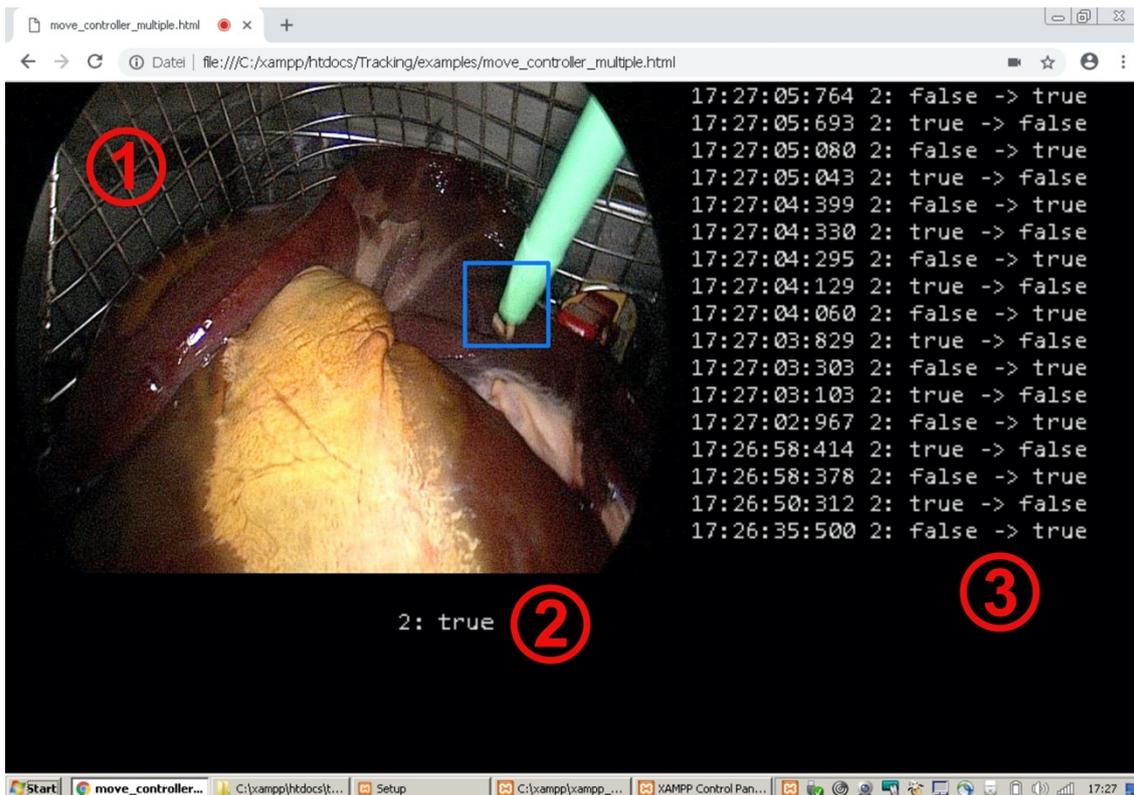 move_controller_multiple.html
Datei | file:///C:/xampp/htdocs/Tracking/examples/move_controller_multiple.html
1
17:27:05:764 2: false -> true
17:27:05:693 2: true -> false
17:27:05:080 2: false -> true
17:27:05:043 2: true -> false
17:27:04:399 2: false -> true
17:27:04:330 2: true -> false
17:27:04:295 2: false -> true
17:27:04:129 2: true -> false
17:27:04:060 2: false -> true
17:27:03:829 2: true -> false
17:27:03:303 2: false -> true
17:27:03:103 2: true -> false
17:27:02:967 2: false -> true
17:26:58:414 2: true -> false
17:26:58:378 2: false -> true
17:26:50:312 2: true -> false
17:26:35:500 2: false -> true
3
2: true
2
Start
move_controller...
C:\xampp\htdocs\t...
Setup
C:\xampp\xampp_...
XAMPP Control Pan...
17:27